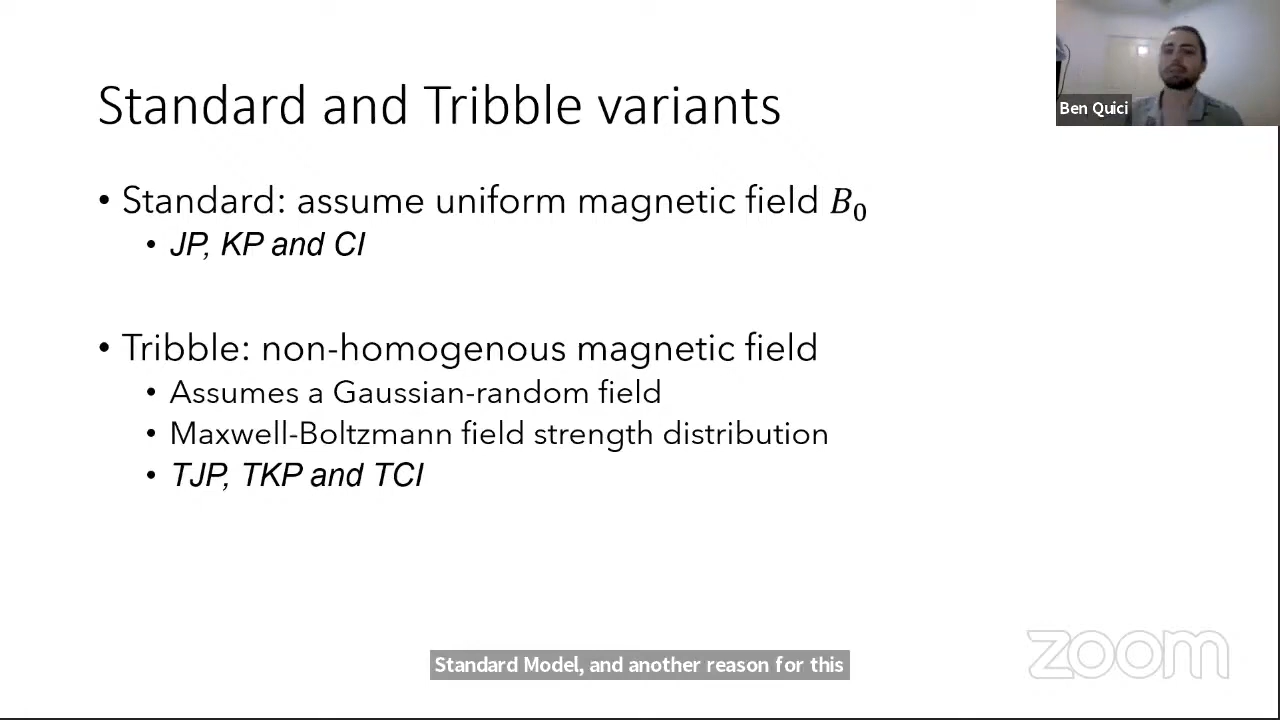 Ben Quici
Standard and Tribble variants
• Standard: assume uniform magnetic field B₀
• JP, KP and CI
• Tribble: non-homogenous magnetic field
• Assumes a Gaussian-random field
• Maxwell-Boltzmann field strength distribution
• TJP, TKP and TCI
Standard Model, and another reason for this
zoom